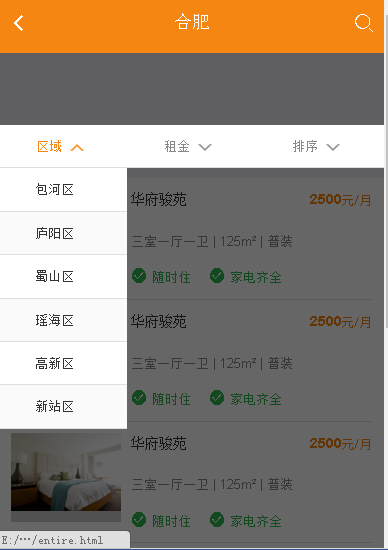 合肥
区域 租金 排序
包河区
庐阳区
蜀山区
瑶海区
高新区
新站区
华府骏苑 2500元/月
三室一厅一卫 | 125m² | 普装
随时住 家电齐全
华府骏苑 2500元/月
三室一厅一卫 | 125m² | 普装
随时住 家电齐全
华府骏苑 2500元/月
三室一厅一卫 | 125m² | 普装
随时住 家电齐全
E:/…/entire.html